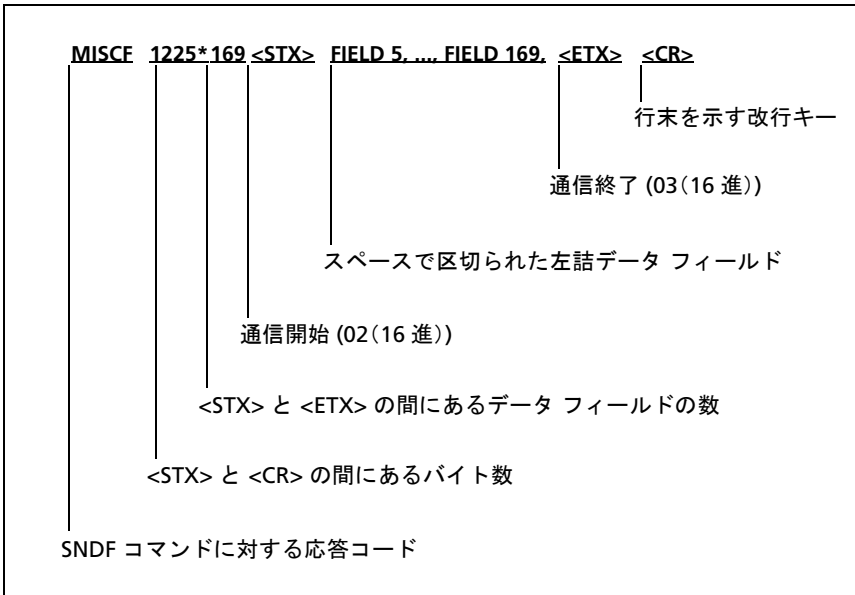 MISCF 1225*169 <STX> FIELD 5, ..., FIELD 169, <ETX> <CR>
行末を示す改行キー
通信終了 (03(16 進))
スペースで区切られた左詰データ フィールド
通信開始 (02(16 進))
<STX> と <ETX> の間にあるデータ フィールドの数
<STX> と <CR> の間にあるバイト数
SNDF コマンドに対する応答コード